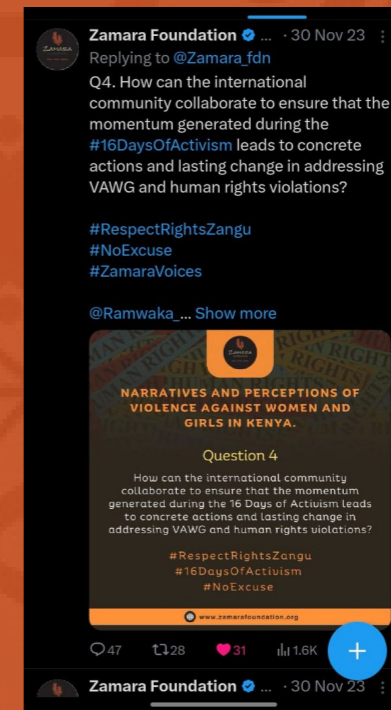 Zamara Foundation ... · 30 Nov 23
ZAMARA
Replying to @Zamara_fdn
Q4. How can the international
community collaborate to ensure that the
momentum generated during the
#16DaysOfActivism leads to concrete
actions and lasting change in addressing
VAWG and human rights violations?
#RespectRightsZangu
#NoExcuse
#ZamaraVoices
@Ramwaka_... Show more
ZAMARA
NARRATIVES AND PERCEPTIONS OF
VIOLENCE AGAINST WOMEN AND
GIRLS IN KENYA.
Question 4
How can the international community
collaborate to ensure that the momentum
generated during the 16 Days of Activism leads
to concrete actions and lasting change in
addressing VAWG and human rights violations?
#RespectRightsZangu
#16DaysOfActivism
#NoExcuse
www.zamarafoundation.org
47 28 31 1.6K
Zamara Foundation ... · 30 Nov 23